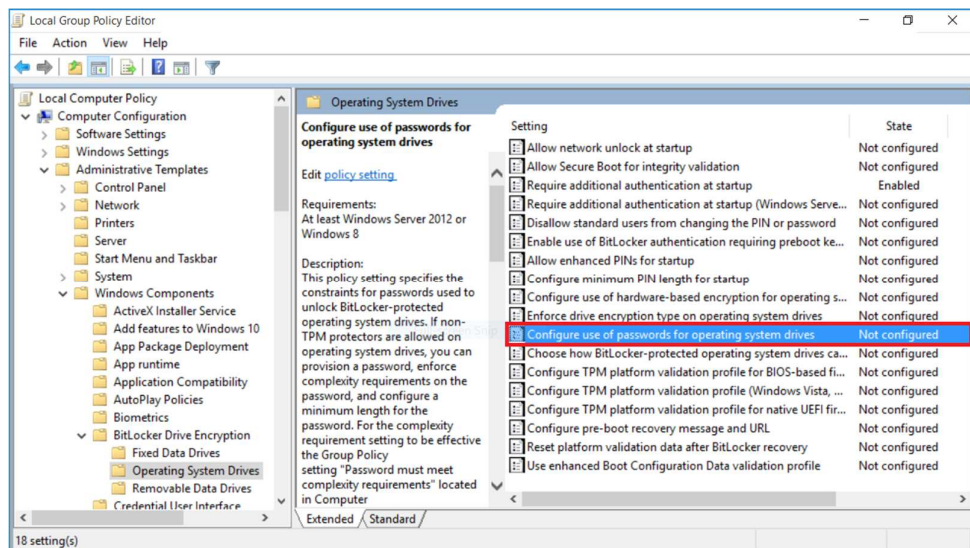 Local Group Policy Editor
File Action View Help
Local Computer Policy
Computer Configuration
Software Settings
Windows Settings
Administrative Templates
Control Panel
Network
Printers
Server
Start Menu and Taskbar
System
Windows Components
ActiveX Installer Service
Add features to Windows 10
App Package Deployment
App runtime
Application Compatibility
AutoPlay Policies
Biometrics
BitLocker Drive Encryption
Fixed Data Drives
Operating System Drives
Removable Data Drives
Credential User Interface
Operating System Drives
Configure use of passwords for
operating system drives
Edit policy setting
Requirements:
At least Windows Server 2012 or
Windows 8
Description:
This policy setting specifies the
constraints for passwords used to
unlock BitLocker-protected
operating system drives. If non-
TPM protectors are allowed on
operating system drives, you can
provision a password, enforce
complexity requirements on the
password, and configure a
minimum length for the
password. For the complexity
requirement setting to be effective
the Group Policy
setting "Password must meet
complexity requirements" located
in Computer
Setting State
Allow network unlock at startup Not configured
Allow Secure Boot for integrity validation Not configured
Require additional authentication at startup Enabled
Require additional authentication at startup (Windows Serve... Not configured
Disallow standard users from changing the PIN or password Not configured
Enable use of BitLocker authentication requiring preboot ke... Not configured
Allow enhanced PINs for startup Not configured
Configure minimum PIN length for startup Not configured
Configure use of hardware-based encryption for operating s... Not configured
Enforce drive encryption type on operating system drives Not configured
Configure use of passwords for operating system drives Not configured
Choose how BitLocker-protected operating system drives ca... Not configured
Configure TPM platform validation profile for BIOS-based fi... Not configured
Configure TPM platform validation profile (Windows Vista, ... Not configured
Configure TPM platform validation profile for native UEFI fir... Not configured
Configure pre-boot recovery message and URL Not configured
Reset platform validation data after BitLocker recovery Not configured
Use enhanced Boot Configuration Data validation profile Not configured
Extended Standard
18 setting(s)